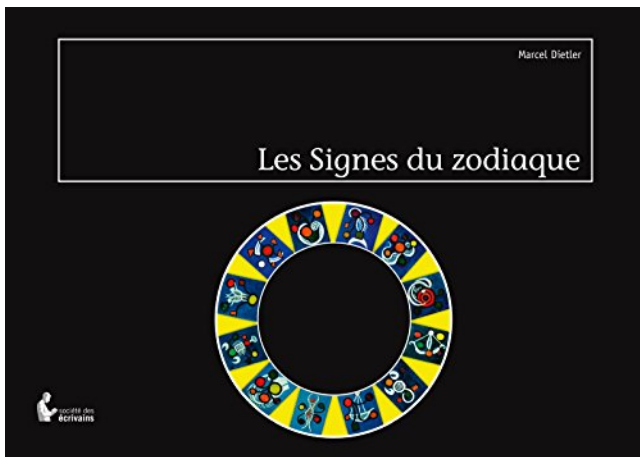 Marcel Dietler
Les Signes du zodiaque
société des
écrivains